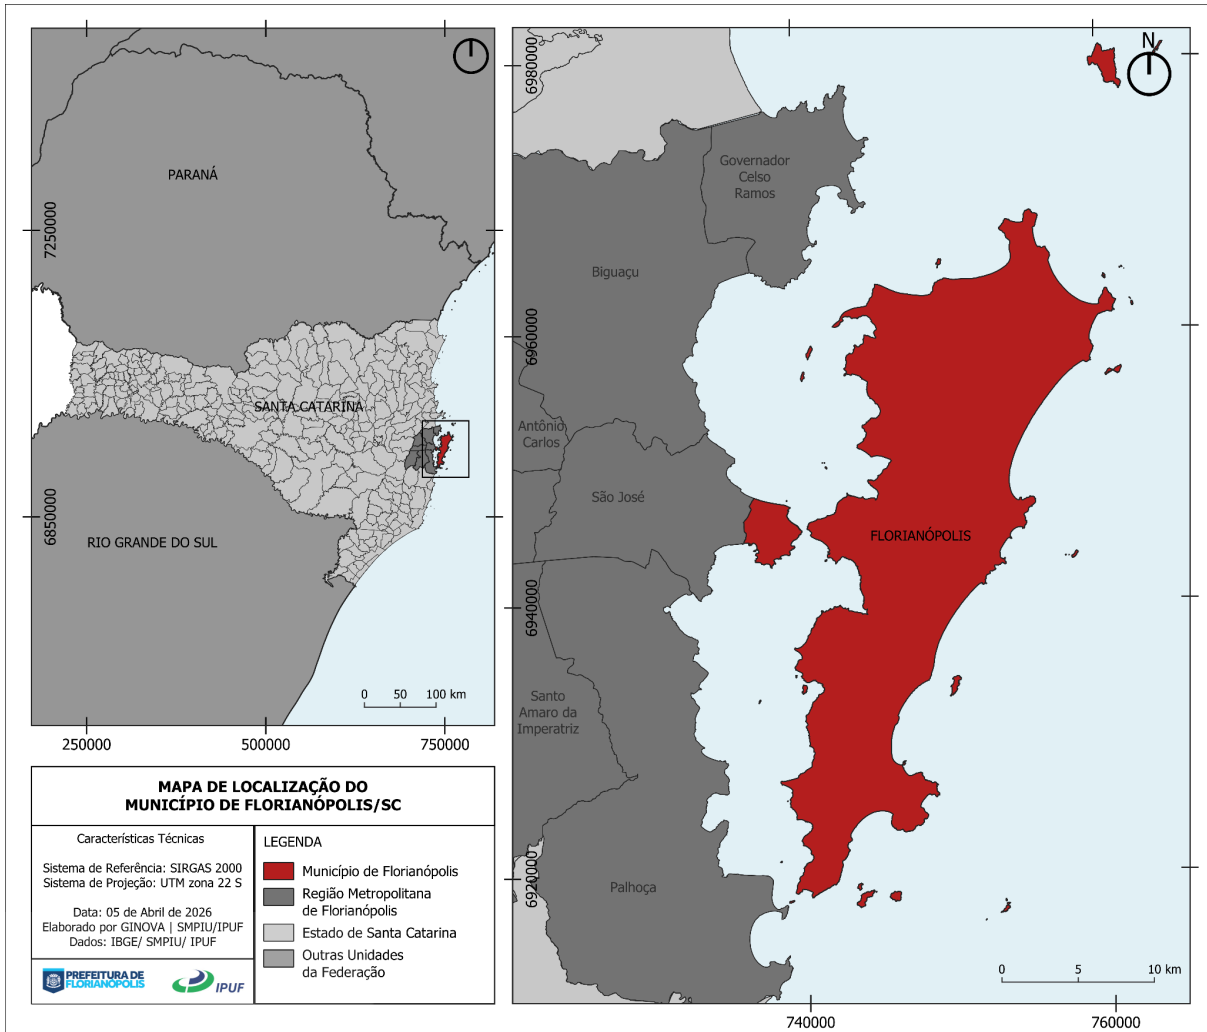 PARANÁ
SANTA CATARINA
RIO GRANDE DO SUL
7250000
6850000
0 50 100 km
250000 500000 750000
N
6980000
6960000
6940000
6920000
Governador
Celso
Ramos
Biguaçu
Antônio
Carlos
São José
FLORIANÓPOLIS
Santo
Amaro da
Imperatriz
Palhoça
0 5 10 km
740000 760000
MAPA DE LOCALIZAÇÃO DO
MUNICÍPIO DE FLORIANÓPOLIS/SC
Características Técnicas
Sistema de Referência: SIRGAS 2000
Sistema de Projeção: UTM zona 22 S
Data: 05 de Abril de 2026
Elaborado por GINOVA | SMPIU/IPUF
Dados: IBGE/ SMPIU/ IPUF
PREFEITURA DE
FLORIANÓPOLIS
IPUF
LEGENDA
Município de Florianópolis
Região Metropolitana
de Florianópolis
Estado de Santa Catarina
Outras Unidades
da Federação